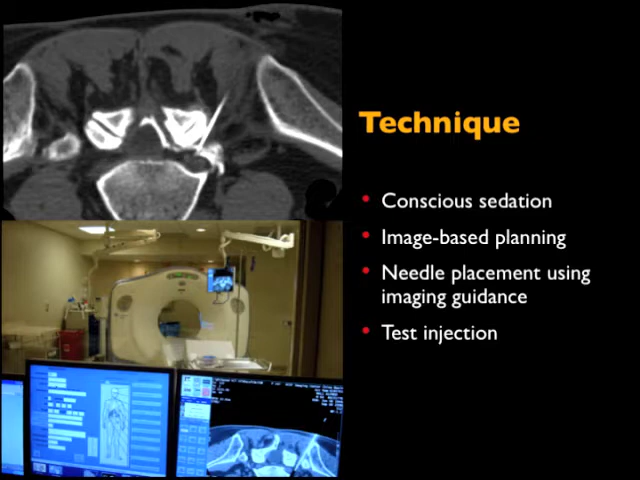 Technique
Conscious sedation
Image-based planning
Needle placement using
imaging guidance
Test injection